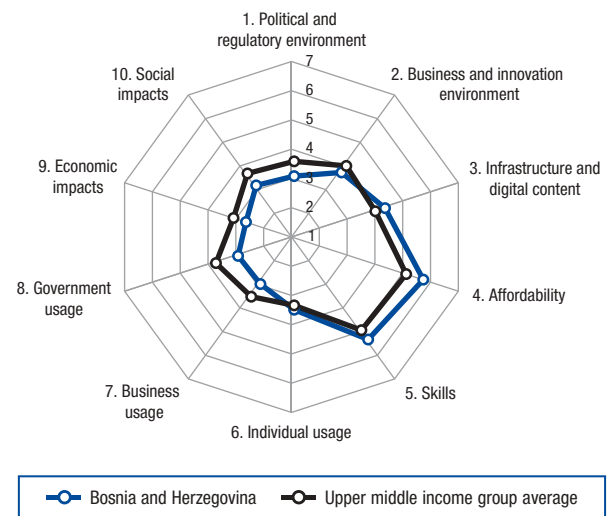 1. Political and
regulatory environment
10. Social
impacts
7
2. Business and innovation
environment
6
5
9. Economic
impacts
4
3. Infrastructure and
digital content
3
2
1
8. Government
usage
4. Affordability
7. Business
usage
5. Skills
6. Individual usage
Bosnia and Herzegovina
Upper middle income group average